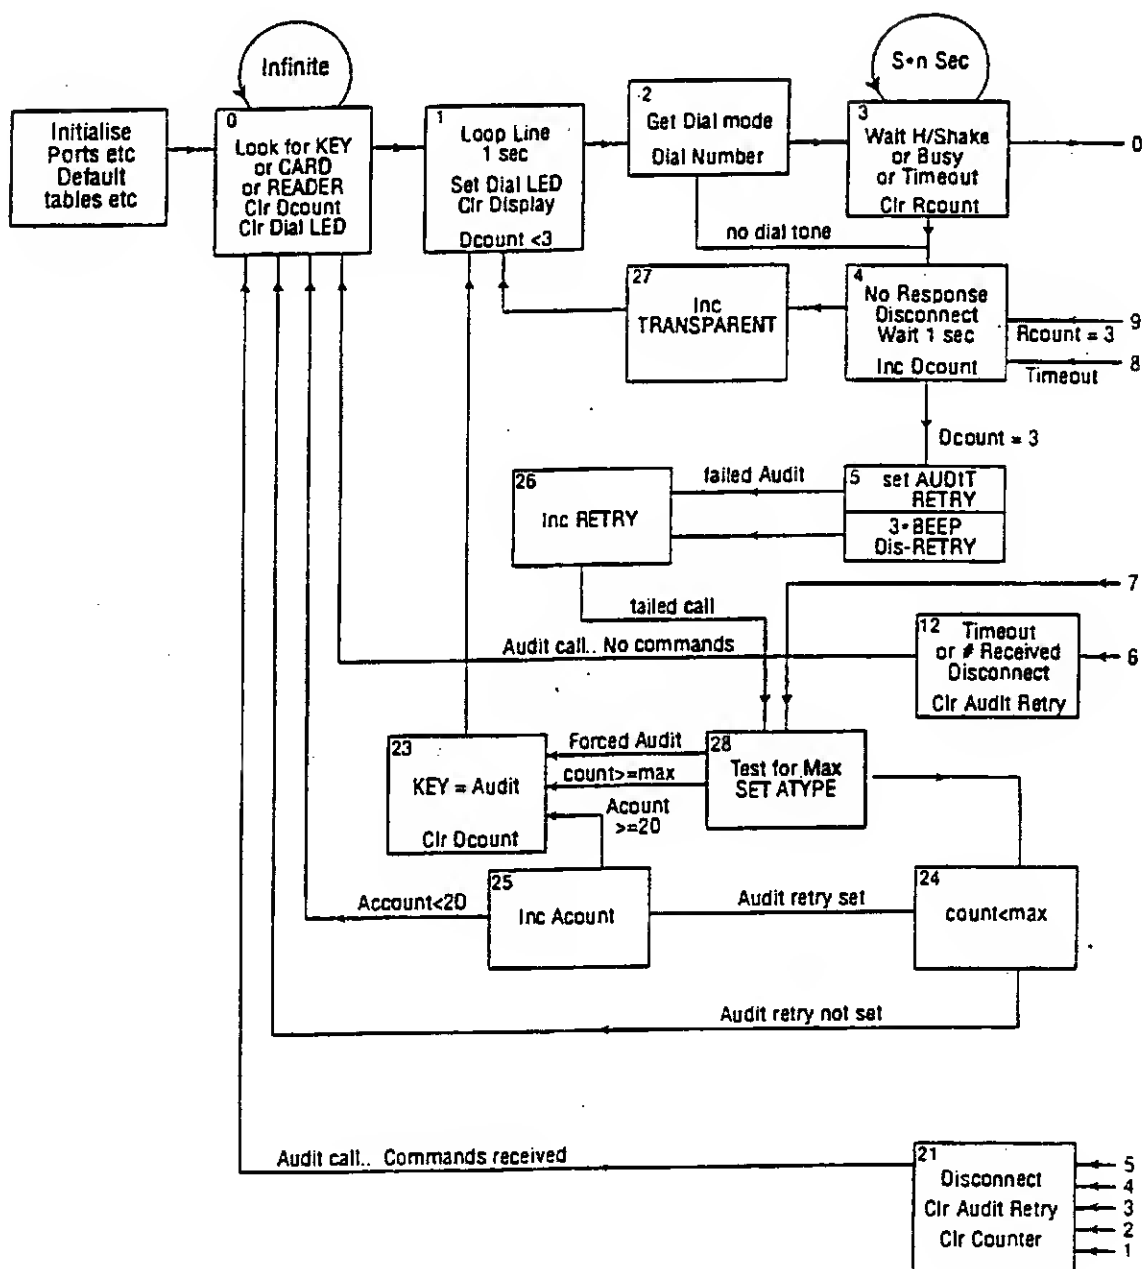 Infinite
S*n Sec
Initialise
Ports etc
Default
tables etc
0
Look for KEY
or CARD
or READER
Clr Dcount
Clr Dial LED
1
Loop Line
1 sec
Set Dial LED
Clr Display
Dcount <3
2
Get Dial mode
Dial Number
3
Wait H/Shake
or Busy
or Timeout
Clr Rcount
0
no dial tone
27
Inc
TRANSPARENT
4
No Response
Disconnect
Wait 1 sec
Inc Dcount
9
Rcount = 3
8
Timeout
Dcount = 3
26
Inc RETRY
failed Audit
5
set AUDIT
RETRY
3*BEEP
Dis-RETRY
7
tailed call
Audit call.. No commands
12
Timeout
or # Received
Disconnect
Clr Audit Retry
6
23
KEY = Audit
Clr Dcount
Forced Audit
count>=max
Acount
>=20
28
Test for Max
SET ATYPE
Account<20
25
Inc Acount
Audit retry set
24
count<max
Audit retry not set
Audit call.. Commands received
21
Disconnect
Clr Audit Retry
Clr Counter
5
4
3
2
1